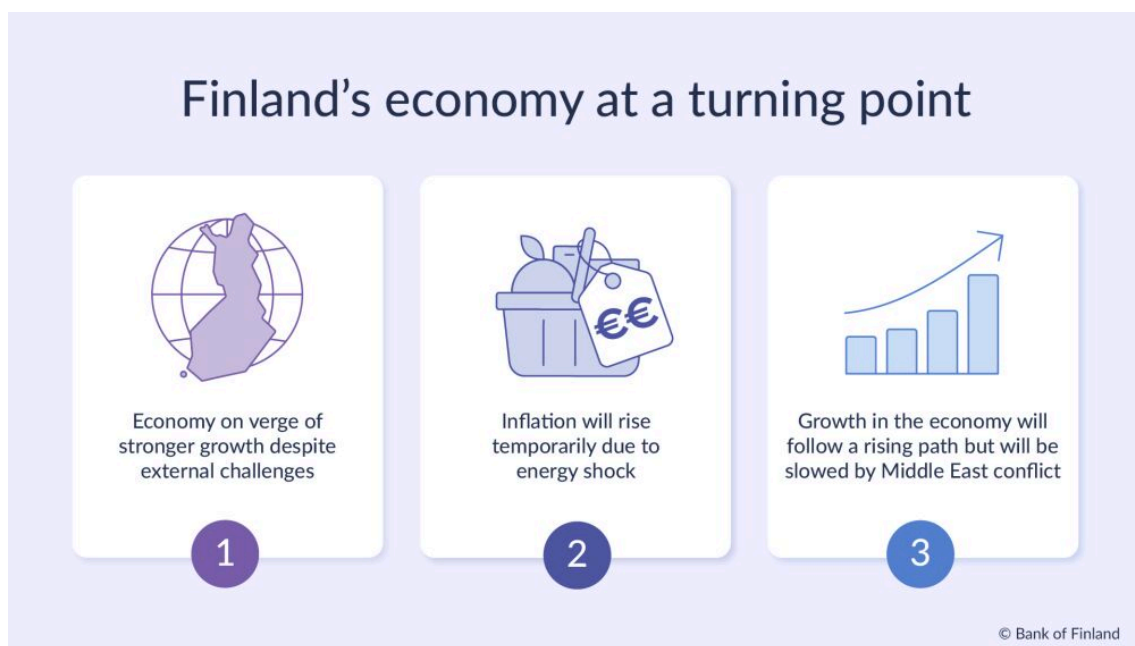 Finland's economy at a turning point
Economy on verge of
stronger growth despite
external challenges
1
€€
Inflation will rise
temporarily due to
energy shock
2
Growth in the economy will
follow a rising path but will be
slowed by Middle East conflict
3
© Bank of Finland